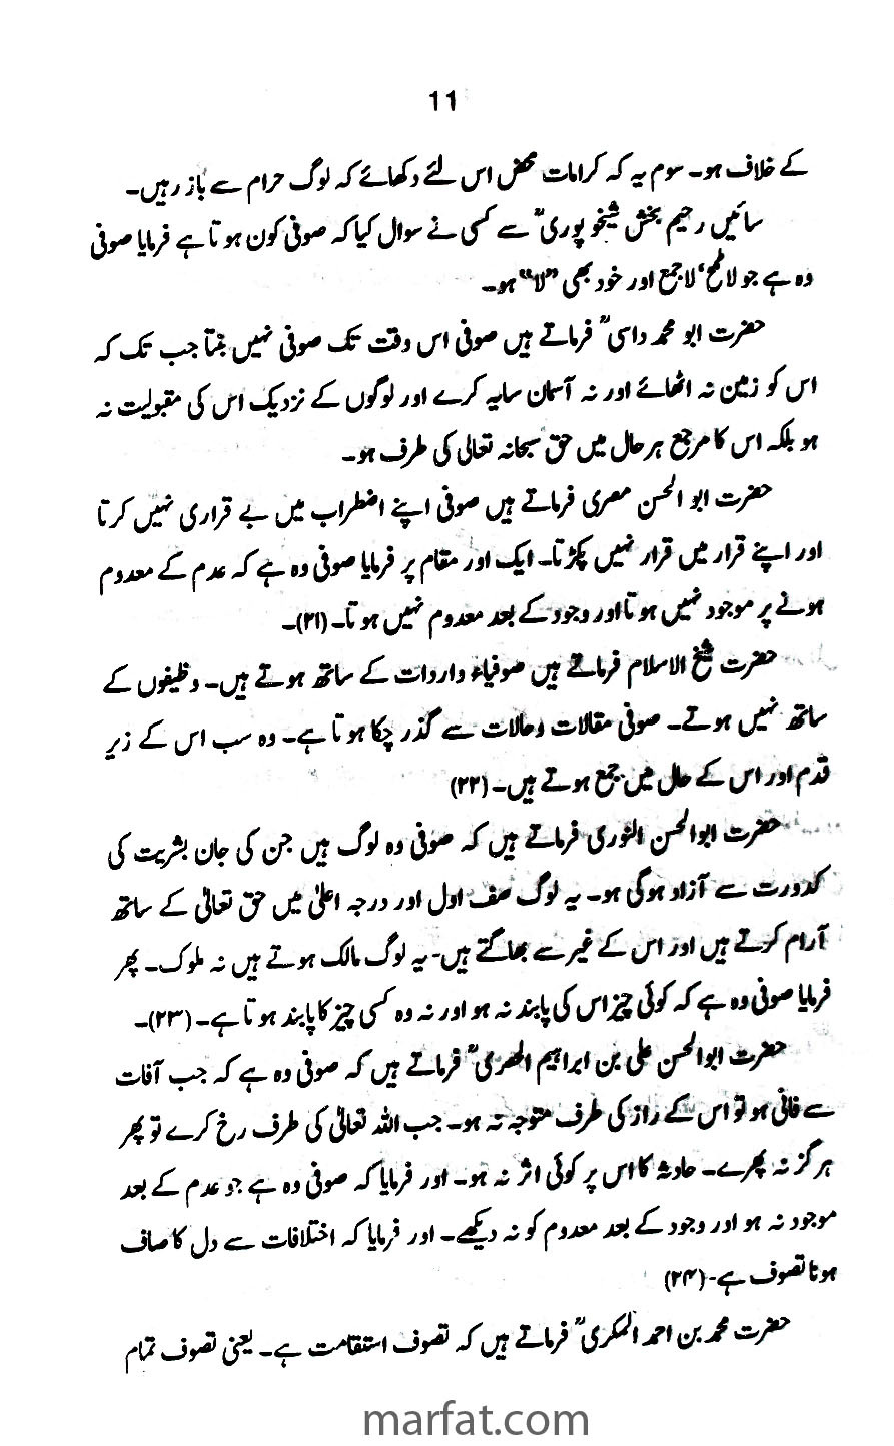 11
کے خلاف ہو۔ سوم یہ کہ کرامات محض اس لئے دکھائے کہ لوگ حرام سے باز رہیں۔
سائیں رحیم بخش شیخوپوریؒ سے کسی نے سوال کیا کہ صوفی کون ہوتا ہے فرمایا صوفی
وہ ہے جو لا طمع‘ لا جمع اور خود بھی ”لا“ ہو۔
حضرت ابو محمد داسیؒ فرماتے ہیں صوفی اس وقت تک صوفی نہیں بنتا جب تک کہ
اس کو زمین نہ اٹھائے اور نہ آسمان سایہ کرے اور لوگوں کے نزدیک اس کی مقبولیت نہ
ہو بلکہ اس کا مرجع ہر حال میں حق سبحانہ تعالی کی طرف ہو۔
حضرت ابو الحسن مصری فرماتے ہیں صوفی اپنے اضطراب میں بے قراری نہیں کرتا
اور اپنے قرار میں قرار نہیں پکڑتا۔ ایک اور مقام پر فرمایا صوفی وہ ہے کہ عدم کے معدوم
ہونے پر موجود نہیں ہوتا اور وجود کے بعد معدوم نہیں ہوتا۔ (۲۱)۔
حضرت شیخ الاسلام فرماتے ہیں صوفیاء واردات کے ساتھ ہوتے ہیں۔ وظیفوں کے
ساتھ نہیں ہوتے۔ صوفی مقالات وحالات سے گذر چکا ہوتا ہے۔ وہ سب اس کے زیر
قدم اور اس کے حال میں جمع ہوتے ہیں۔ (۲۲)
حضرت ابوالحسن النوری فرماتے ہیں کہ صوفی وہ لوگ ہیں جن کی جان بشریت کی
کدورت سے آزاد ہوگی ہو۔ یہ لوگ صف اول اور درجہ اعلیٰ میں حق تعالیٰ کے ساتھ
آرام کرتے ہیں اور اس کے غیر سے بھاگتے ہیں۔ یہ لوگ مالک ہوتے ہیں نہ ملوک۔ پھر
فرمایا صوفی وہ ہے کہ کوئی چیز اس کی پابند نہ ہو اور نہ وہ کسی چیز کا پابند ہوتا ہے۔ (۲۳)۔
حضرت ابوالحسن علی بن ابراہیم الحصریؒ فرماتے ہیں کہ صوفی وہ ہے کہ جب آفات
سے فانی ہو تو اس کے راز کی طرف متوجہ نہ ہو۔ جب اللہ تعالیٰ کی طرف رخ کرے تو پھر
ہرگز نہ پھرے۔ حادثہ کا اس پر کوئی اثر نہ ہو۔ اور فرمایا کہ صوفی وہ ہے جو عدم کے بعد
موجود نہ ہو اور وجود کے بعد معدوم کو نہ دیکھے۔ اور فرمایا کہ اختلافات سے دل کا صاف
ہونا تصوف ہے۔ (۲۴)
حضرت محمد بن احمد المکریؒ فرماتے ہیں کہ تصوف استقامت ہے۔ یعنی تصوف تمام
marfat.com